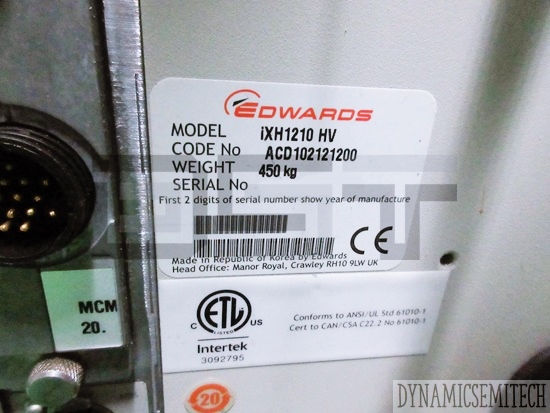 EDWARDS
MODEL iXH1210 HV
CODE No ACD102121200
WEIGHT 450 kg
SERIAL No
First 2 digits of serial number show year of manufacture
Made in Republic of Korea by Edwards
Head Office: Manor Royal, Crawley RH10 9LW UK
CE
MCM
20.
C ETL US
LISTED
Intertek
3092795
Conforms to ANSI/UL Std 61010-1
Cert to CAN/CSA C22.2 No 61010-1
20
DST
DYNAMICSEMITECH